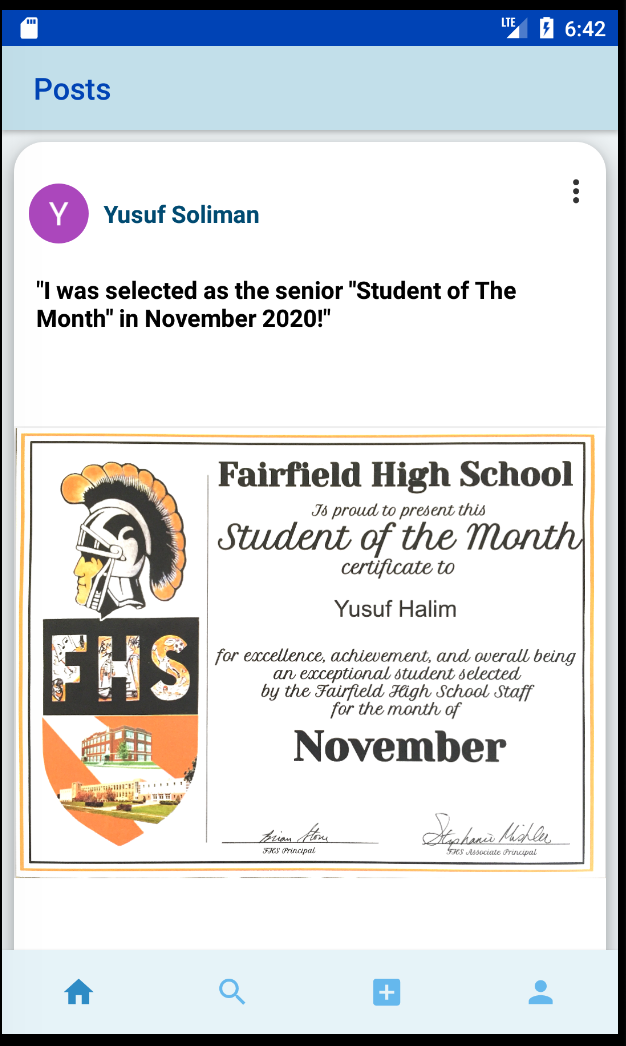 LTE 6:42
Posts
Y
Yusuf Soliman
"I was selected as the senior "Student of The
Month" in November 2020!"
Fairfield High School
Is proud to present this
Student of the Month
certificate to
Yusuf Halim
for excellence, achievement, and overall being
an exceptional student selected
by the Fairfield High School Staff
for the month of
November
FHS
Brian Stone
Stephanie Mishler
FHS Principal
FHS Associate Principal